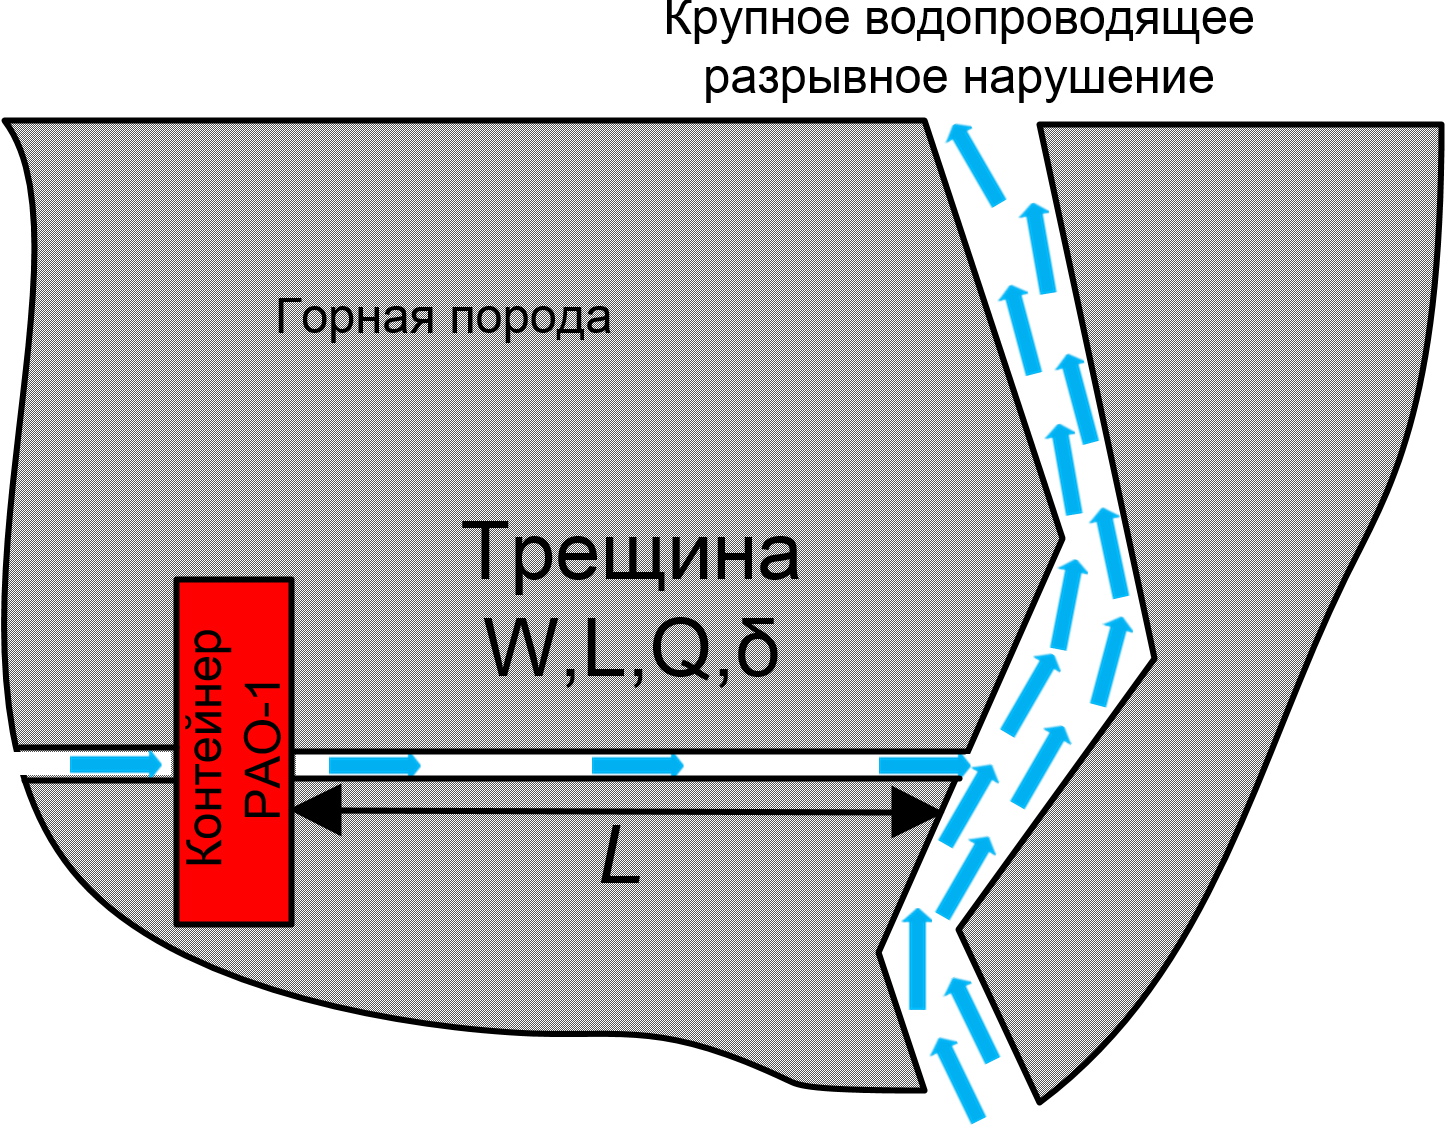 Крупное водопроводящее
разрывное нарушение
Горная порода
Трещина
W,L,Q,δ
Контейнер
РАО-1
L